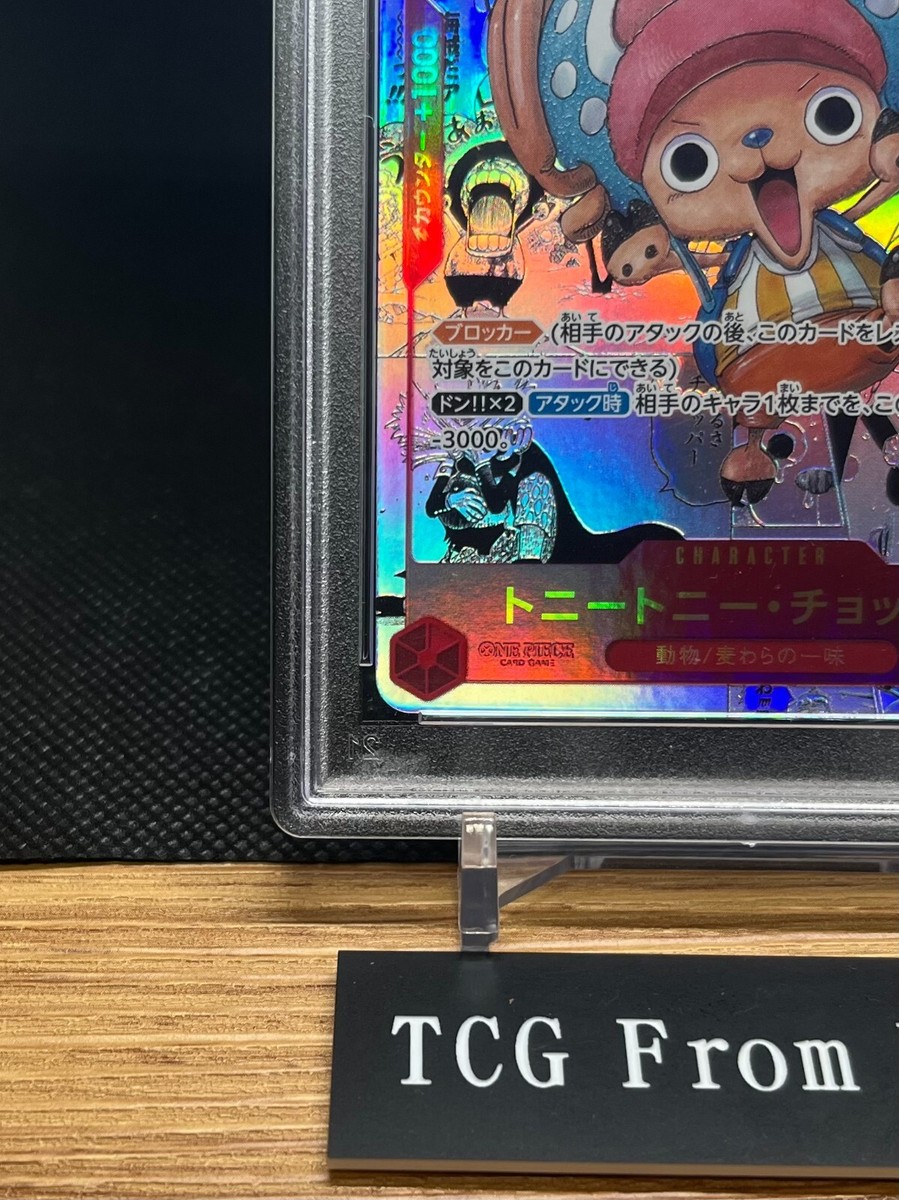 カウンター+1000
あお
ブロッカー (相手のアタックの後、このカードをレス
対象をこのカードにできる)
ドン!!×2 アタック時 相手のキャラ1枚までを、この
-3000。
CHARACTER
トニートニー・チョッ
ONE PIECE
CARD GAME
動物/麦わらの一味
TCG From